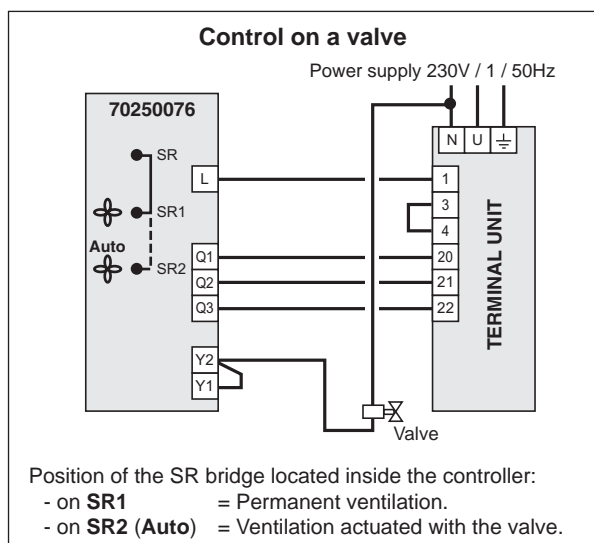 Control on a valve
Power supply 230V / 1 / 50Hz
70250076
N U
SR
L
1
3
SR1
4
Auto
Q1
20
SR2
Q2
21
Q3
22
TERMINAL UNIT
Y2
Y1
Valve
Position of the SR bridge located inside the controller:
- on SR1 = Permanent ventilation.
- on SR2 (Auto) = Ventilation actuated with the valve.